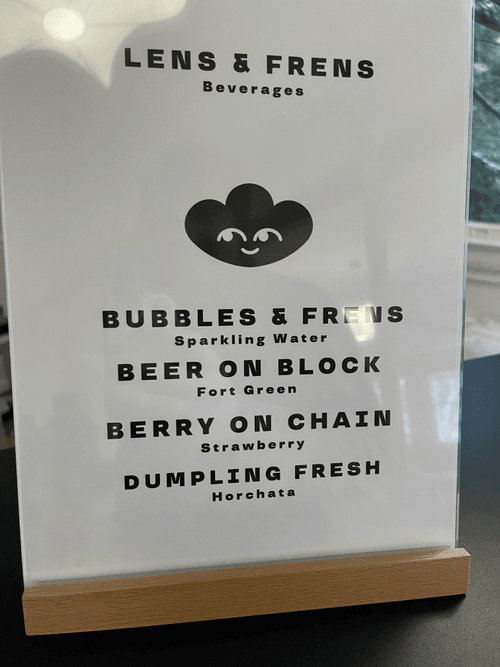 LENS & FRENS
Beverages
BUBBLES & FRENS
Sparkling Water
BEER ON BLOCK
Fort Green
BERRY ON CHAIN
Strawberry
DUMPLING FRESH
Horchata